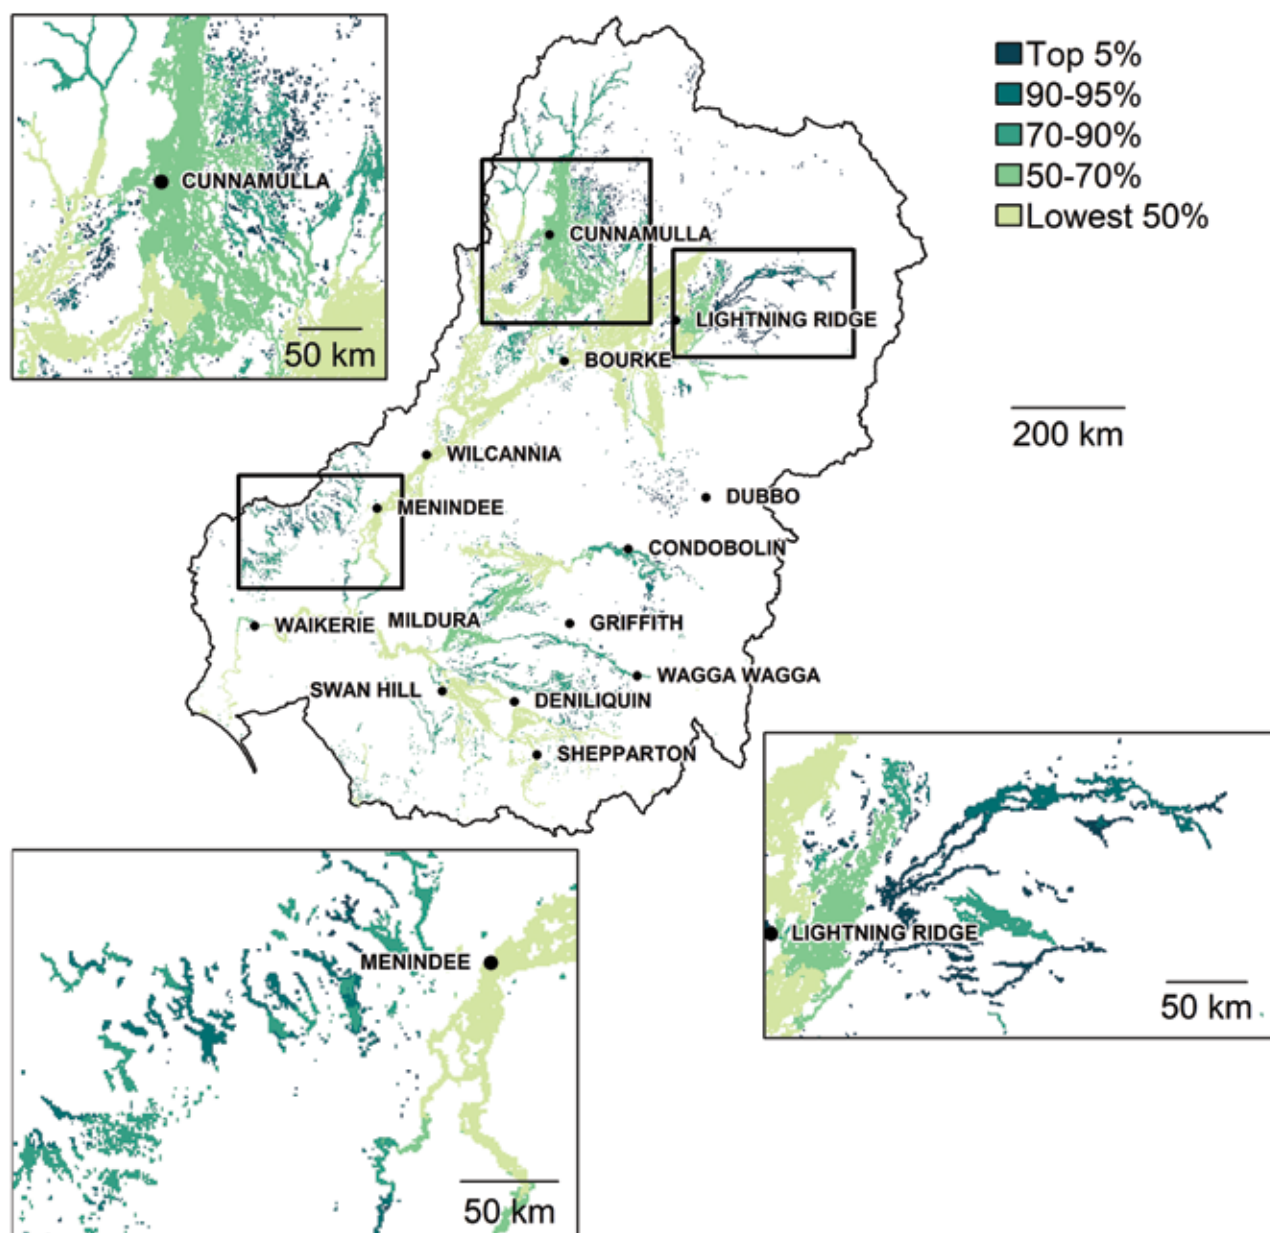 CUNNAMULLA
50 km
Top 5%
90-95%
70-90%
50-70%
Lowest 50%
200 km
CUNNAMULLA
LIGHTNING RIDGE
BOURKE
WILCANNIA
MENINDEE
DUBBO
CONDOBOLIN
WAIKERIE
MILDURA
GRIFFITH
WAGGA WAGGA
SWAN HILL
DENILIQUIN
SHEPPARTON
MENINDEE
50 km
LIGHTNING RIDGE
50 km